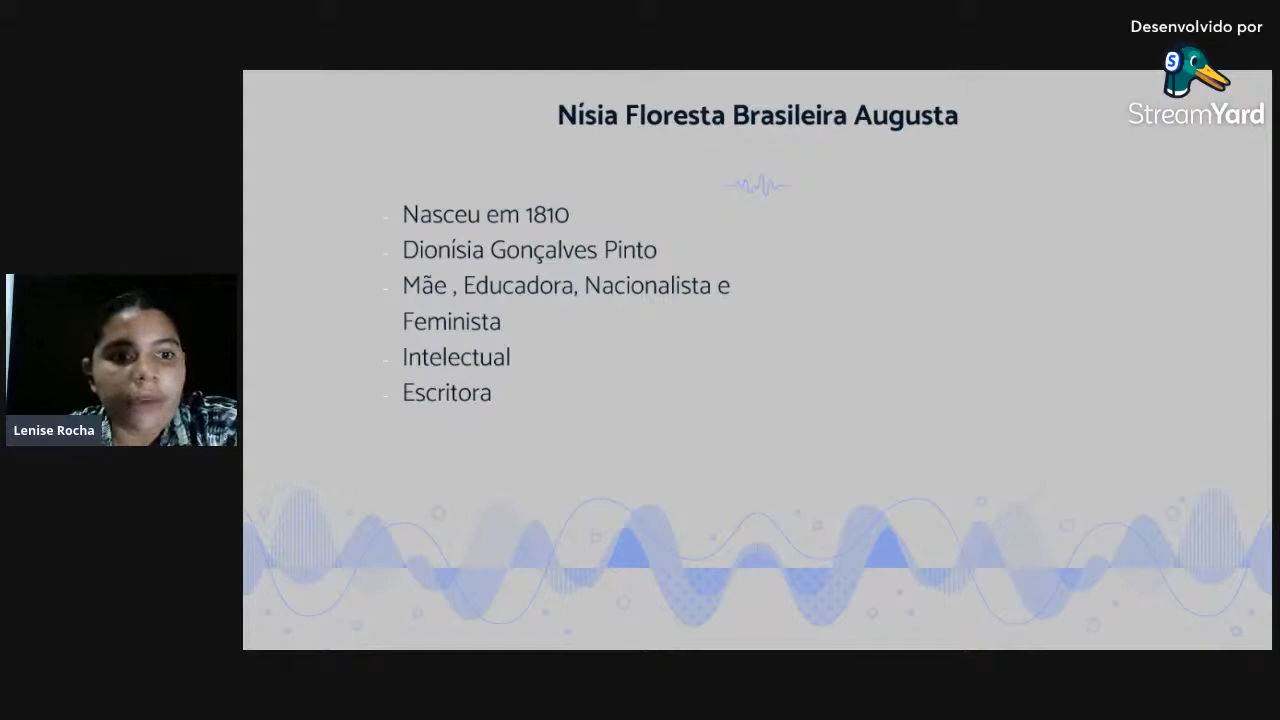 Desenvolvido por
StreamYard
Nísia Floresta Brasileira Augusta
- Nasceu em 1810
- Dionísia Gonçalves Pinto
- Mãe , Educadora, Nacionalista e
Feminista
- Intelectual
- Escritora
Lenise Rocha